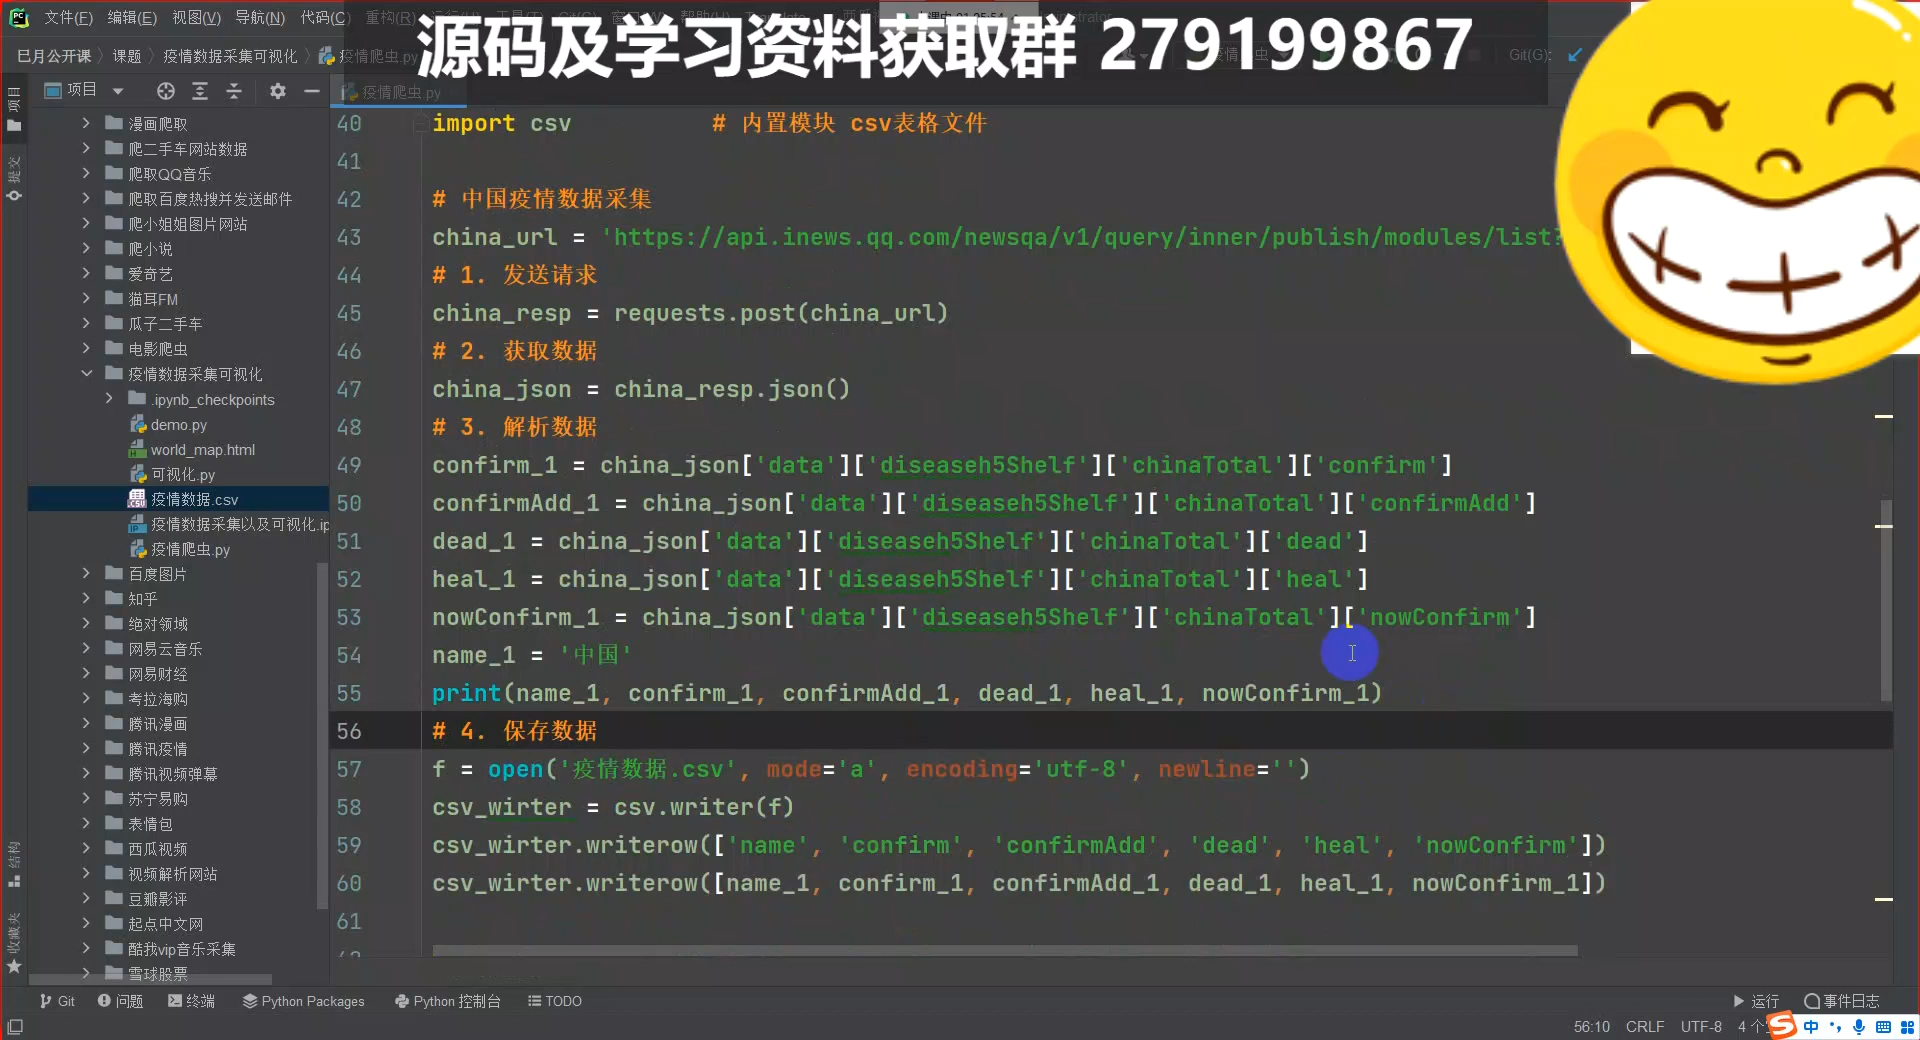 文件(F) 编辑(E) 视图(V) 导航(N) 代码(C) 重构(R)
源码及学习资料获取群 279199867
巳月公开课 课题 疫情数据采集可视化 疫情爬虫.py
Git(G):
项目
疫情爬虫.py
项目
提交
结构
收藏夹
漫画爬取
爬二手车网站数据
爬取QQ音乐
爬取百度热搜并发送邮件
爬小姐姐图片网站
爬小说
爱奇艺
猫耳FM
瓜子二手车
电影爬虫
疫情数据采集可视化
.ipynb_checkpoints
demo.py
world_map.html
可视化.py
疫情数据.csv
疫情数据采集以及可视化.ip
疫情爬虫.py
百度图片
知乎
绝对领域
网易云音乐
网易财经
考拉海购
腾讯漫画
腾讯疫情
腾讯视频弹幕
苏宁易购
表情包
西瓜视频
视频解析网站
豆瓣影评
起点中文网
酷我vip音乐采集
雪球股票
40 import csv # 内置模块 csv表格文件
41
42 # 中国疫情数据采集
43 china_url = 'https://api.inews.qq.com/newsqa/v1/query/inner/publish/modules/list?
44 # 1. 发送请求
45 china_resp = requests.post(china_url)
46 # 2. 获取数据
47 china_json = china_resp.json()
48 # 3. 解析数据
49 confirm_1 = china_json['data']['diseaseh5Shelf']['chinaTotal']['confirm']
50 confirmAdd_1 = china_json['data']['diseaseh5Shelf']['chinaTotal']['confirmAdd']
51 dead_1 = china_json['data']['diseaseh5Shelf']['chinaTotal']['dead']
52 heal_1 = china_json['data']['diseaseh5Shelf']['chinaTotal']['heal']
53 nowConfirm_1 = china_json['data']['diseaseh5Shelf']['chinaTotal']['nowConfirm']
54 name_1 = '中国'
55 print(name_1, confirm_1, confirmAdd_1, dead_1, heal_1, nowConfirm_1)
56 # 4. 保存数据
57 f = open('疫情数据.csv', mode='a', encoding='utf-8', newline='')
58 csv_wirter = csv.writer(f)
59 csv_wirter.writerow(['name', 'confirm', 'confirmAdd', 'dead', 'heal', 'nowConfirm'])
60 csv_wirter.writerow([name_1, confirm_1, confirmAdd_1, dead_1, heal_1, nowConfirm_1])
61
Git 问题 终端 Python Packages Python 控制台 TODO 运行 事件日志
56:10 CRLF UTF-8 4 个 中